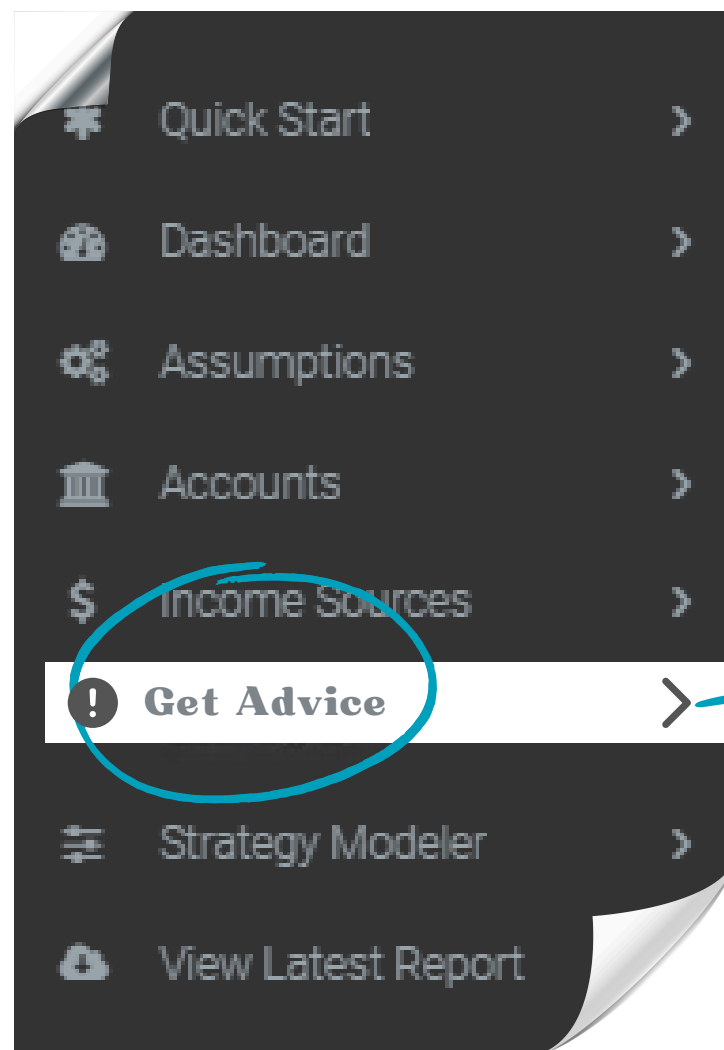 Quick Start
Dashboard
Assumptions
Accounts
Income Sources
Get Advice
Strategy Modeler
View Latest Report